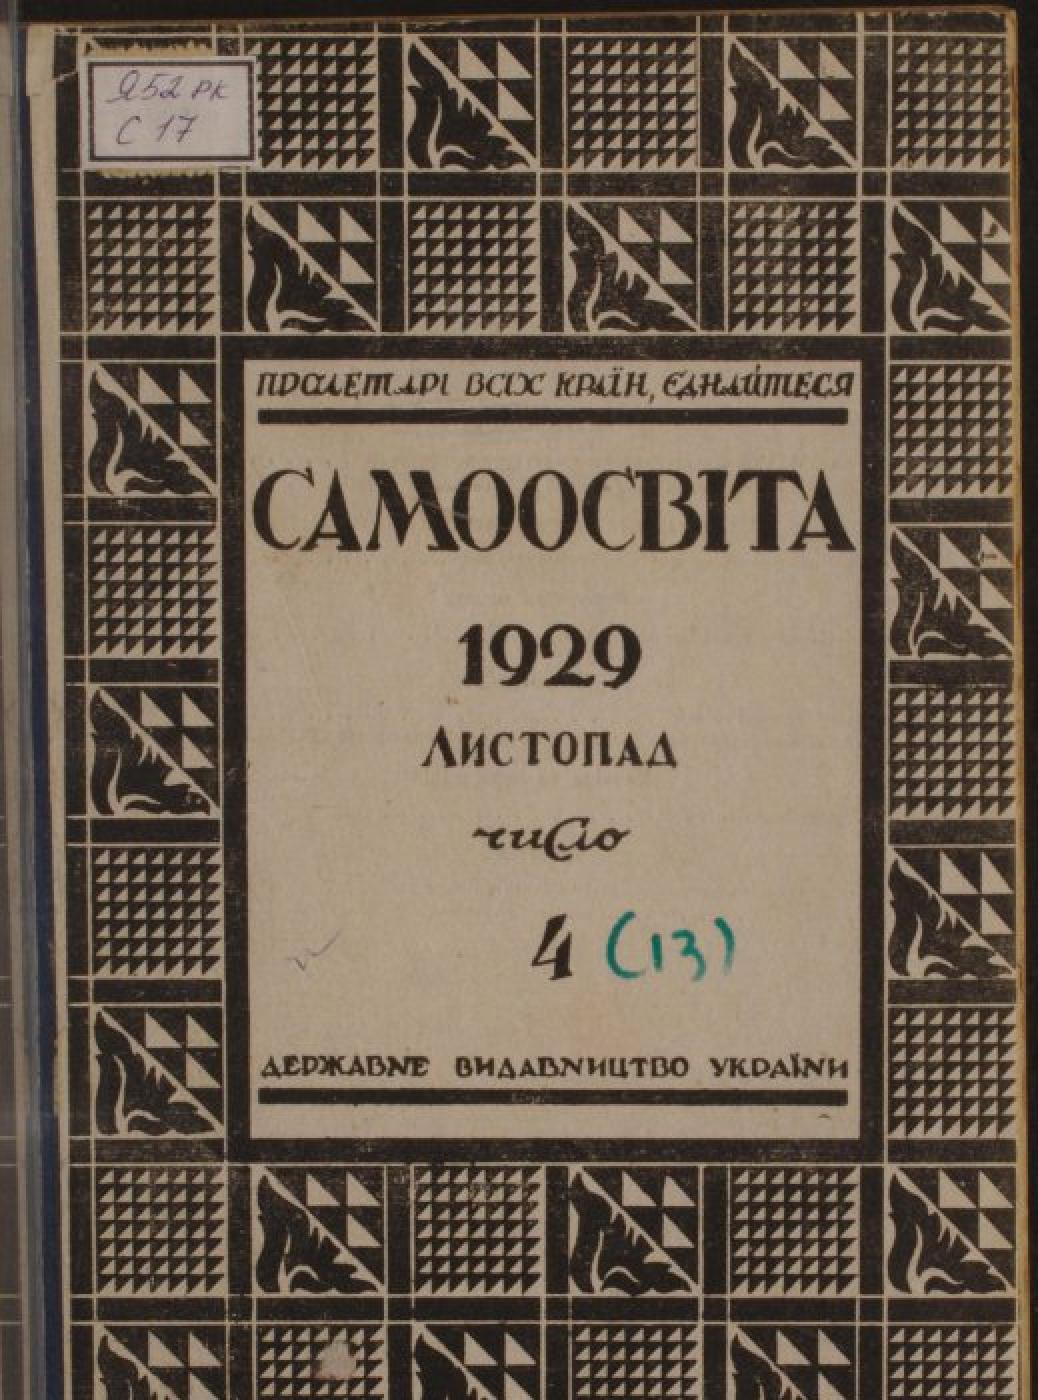 Я52 РК
С 17
ПРОЛЕТАРІ ВСІХ КРАЇН, ЄДНАЙТЕСЯ
САМООСВІТА
1929
ЛИСТОПАД
число
4 (13)
ДЕРЖАВНЕ ВИДАВНИЦТВО УКРАЇНИ